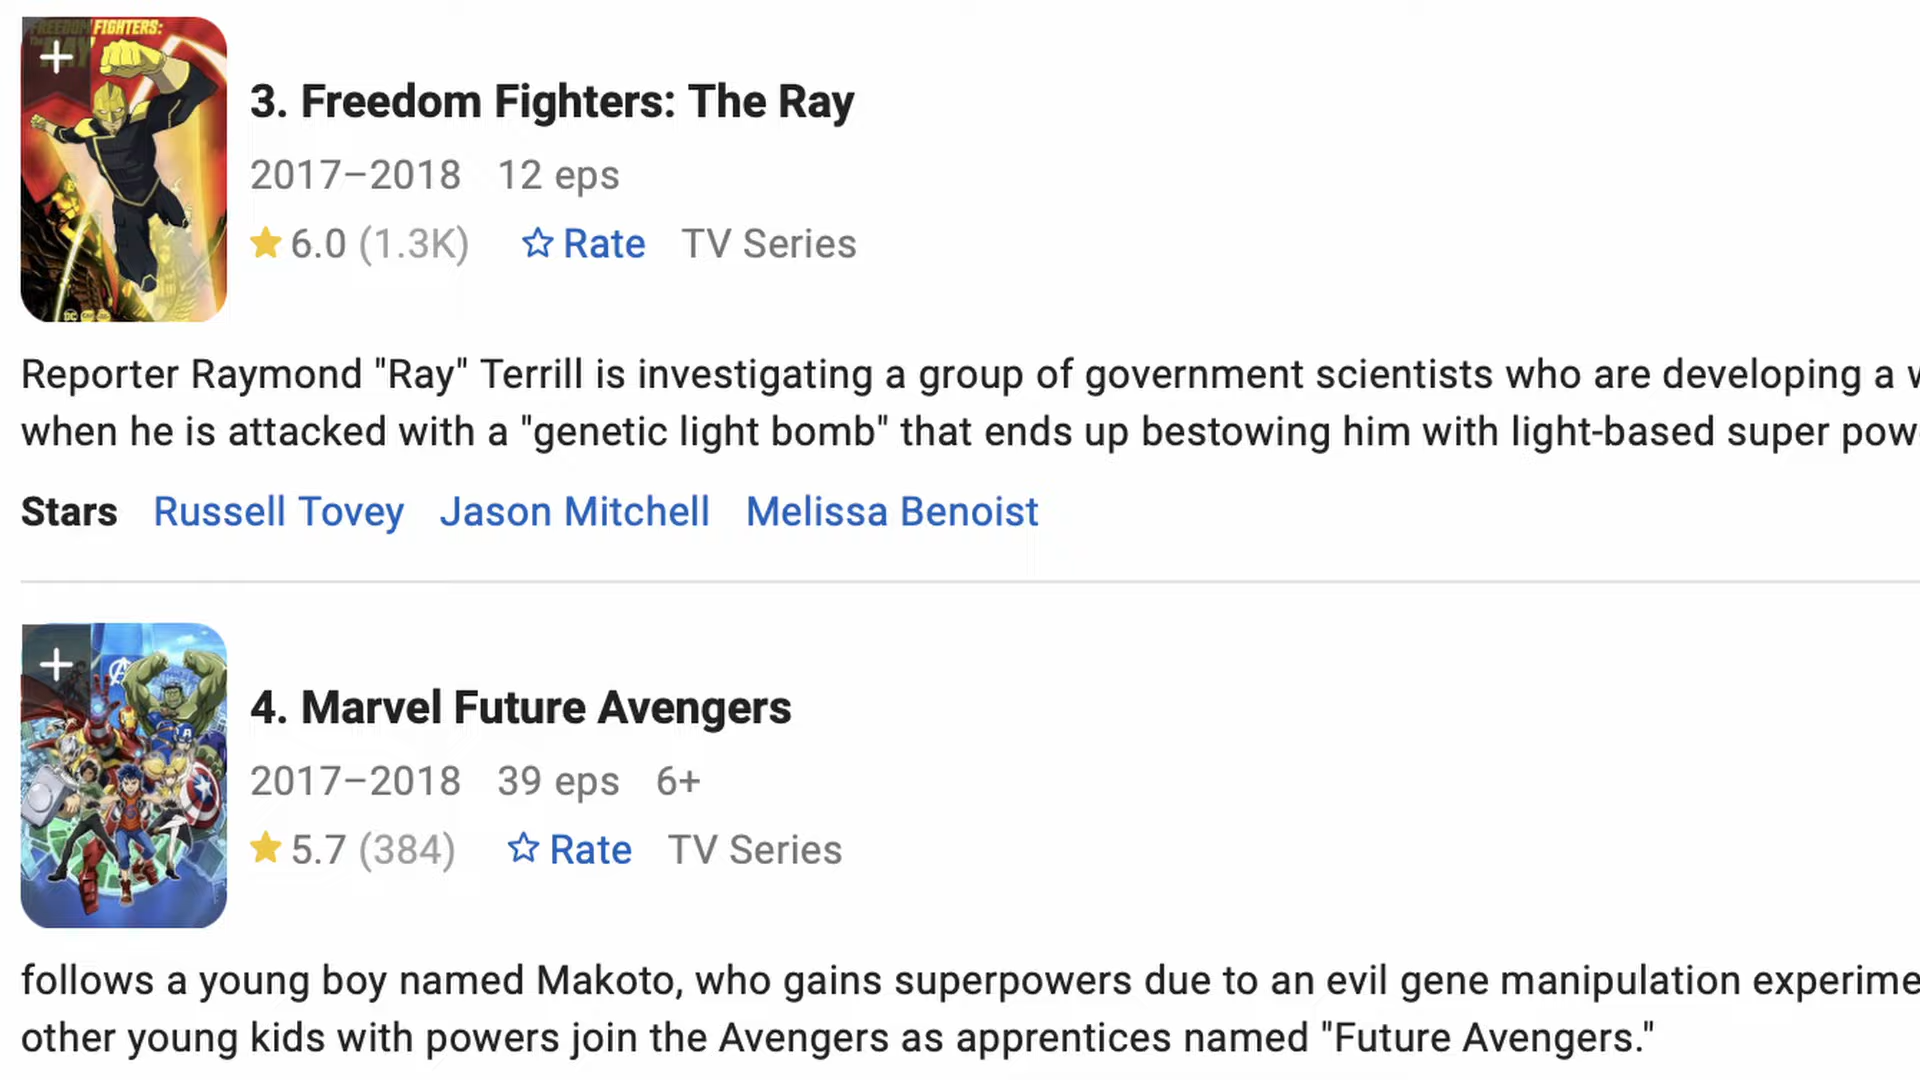 FREEDOM FIGHTERS:
THE RAY
3. Freedom Fighters: The Ray
2017–2018 12 eps
6.0 (1.3K) Rate TV Series
Reporter Raymond "Ray" Terrill is investigating a group of government scientists who are developing a
when he is attacked with a "genetic light bomb" that ends up bestowing him with light-based super
Stars Russell Tovey Jason Mitchell Melissa Benoist
4. Marvel Future Avengers
2017–2018 39 eps 6+
5.7 (384) Rate TV Series
follows a young boy named Makoto, who gains superpowers due to an evil gene manipulation
other young kids with powers join the Avengers as apprentices named "Future Avengers."